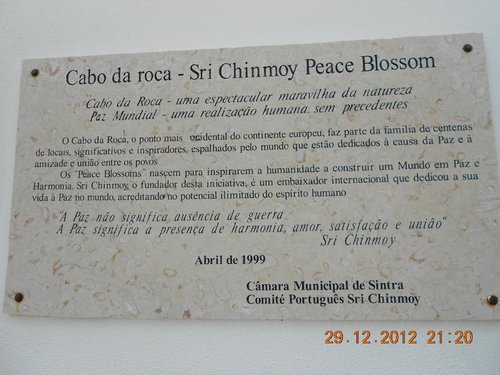 Cabo da roca - Sri Chinmoy Peace Blossom
Cabo da Roca - uma espectacular maravilha da natureza
Paz Mundial - uma realização humana sem precedentes
O Cabo da Roca, o ponto mais ocidental do continente europeu, faz parte da família de centenas
de locais, significativos e inspiradores, espalhados pelo mundo que estão dedicados à causa da Paz e à
amizade e união entre os povos
Os "Peace Blossoms" nascem para inspirarem a humanidade a construir um Mundo em Paz e
Harmonia. Sri Chinmoy, o fundador desta iniciativa, é um embaixador internacional que dedicou a sua
vida à Paz no mundo, acreditando no potencial ilimitado do espírito humano
"A Paz não significa ausência de guerra
A Paz significa a presença de harmonia, amor, satisfação e união"
Sri Chinmoy
Abril de 1999
Câmara Municipal de Sintra
Comité Português Sri Chinmoy
29.12.2012 21:20